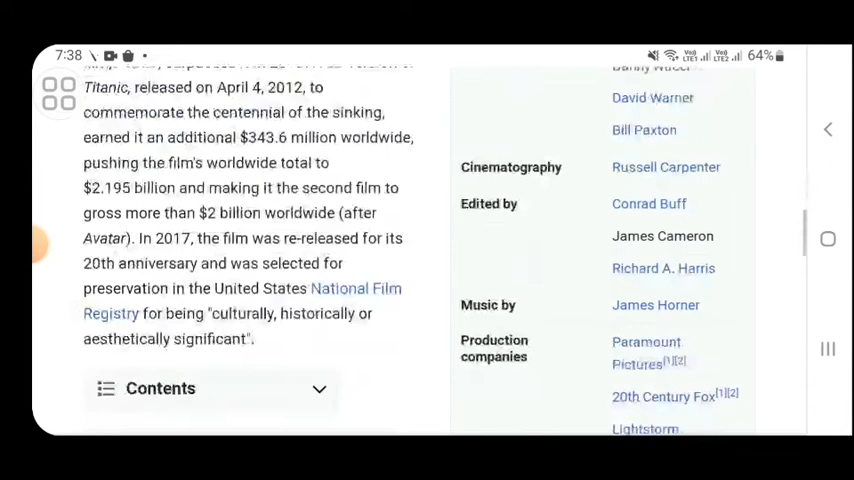 7:38
64%
Titanic, released on April 4, 2012, to
commemorate the centennial of the sinking,
earned it an additional $343.6 million worldwide,
pushing the film's worldwide total to
$2.195 billion and making it the second film to
gross more than $2 billion worldwide (after
Avatar). In 2017, the film was re-released for its
20th anniversary and was selected for
preservation in the United States National Film
Registry for being "culturally, historically or
aesthetically significant".
Contents
David Warner
Bill Paxton
Cinematography Russell Carpenter
Edited by Conrad Buff
James Cameron
Richard A. Harris
Music by James Horner
Production companies Paramount
Pictures[1][2]
20th Century Fox[1][2]
Lightstorm